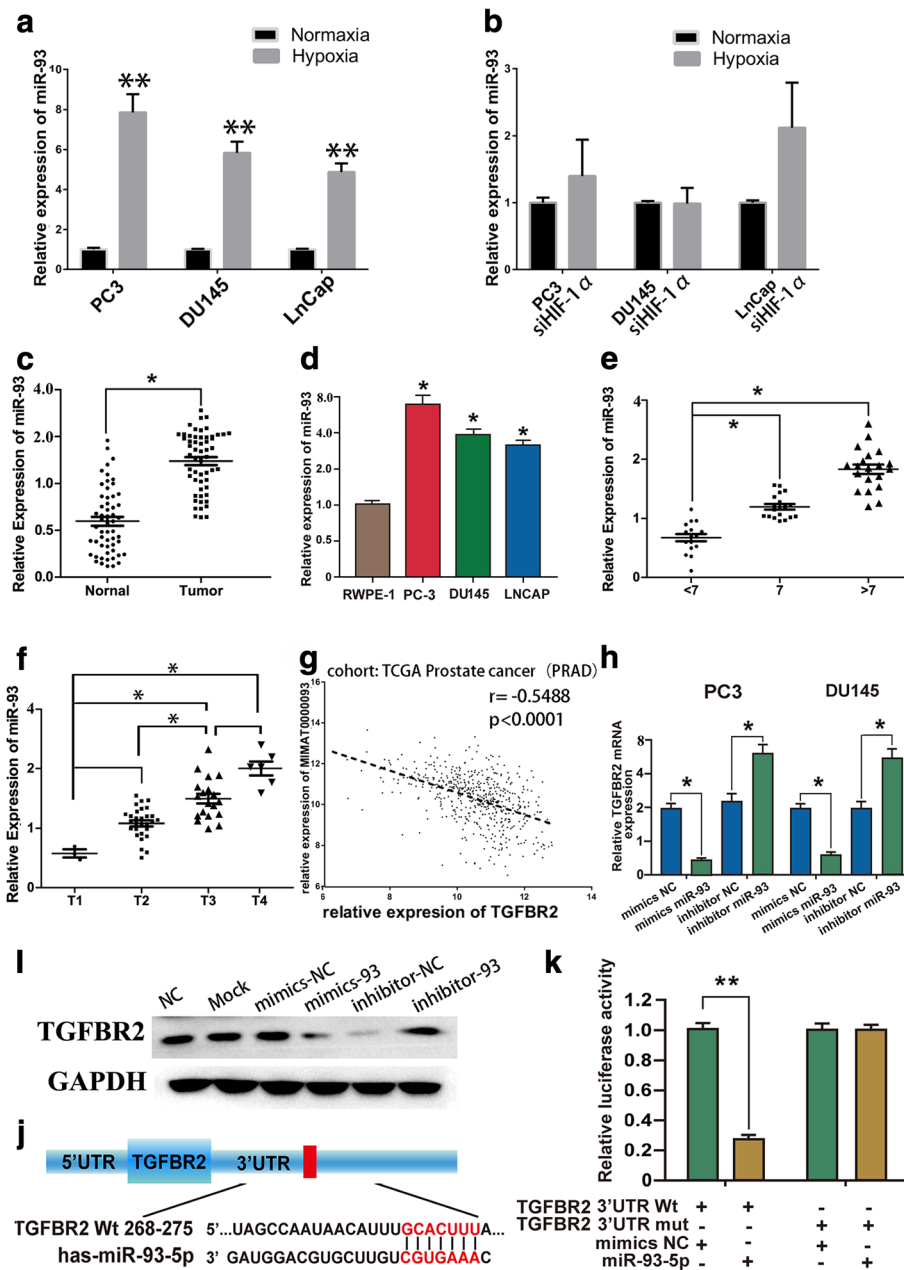 a
Normaxia
Hypoxia
Relative expression of miR-93
10
8
6
4
2
0
**
**
**
PC3
DU145
LnCap
b
Normaxia
Hypoxia
Relative expression of miR-93
3
2
1
0
PC3
siHIF-1α
DU145
siHIF-1α
LnCap
siHIF-1α
c
Relative Expression of miR-93
4.0
2.0
1.0
0.5
0.0
*
Nornal
Tumor
d
Relative expression of miR-93
8.0
4.0
2.0
1.0
0.5
0
*
*
*
RWPE-1
PC-3
DU145
LNCAP
e
Relative Expression of miR-93
4
2
1
0
*
*
<7
7
>7
f
Relative Expression of miR-93
4
2
1
0
*
*
*
T1
T2
T3
T4
g
cohort: TCGA Prostate cancer (PRAD)
r= -0.5488
p<0.0001
relative expression of MIMAT0000093
16
14
12
10
8
6
6
8
10
12
14
relative expresion of TGFBR2
h
PC3
DU145
Relative TGFBR2 mRNA
expression
8
4
2
1
0
*
*
*
*
mimics NC
mimics miR-93
inhibitor NC
inhibitor miR-93
mimics NC
mimics miR-93
inhibitor NC
inhibitor miR-93
l
NC
Mock
mimics-NC
mimics-93
inhibitor-NC
inhibitor-93
TGFBR2
GAPDH
j
5'UTR
TGFBR2
3'UTR
TGFBR2 Wt 268-275 5'...UAGCCAAUAACAUUUGCACUUUA...
has-miR-93-5p 3' GAUGGACGUGCUUGUCGUGAAAC
k
Relative luciferase activity
1.2
1.0
0.8
0.6
0.4
0.2
0
**
TGFBR2 3'UTR Wt + + - -
TGFBR2 3'UTR mut - - + +
mimics NC + - + -
miR-93-5p - + - +